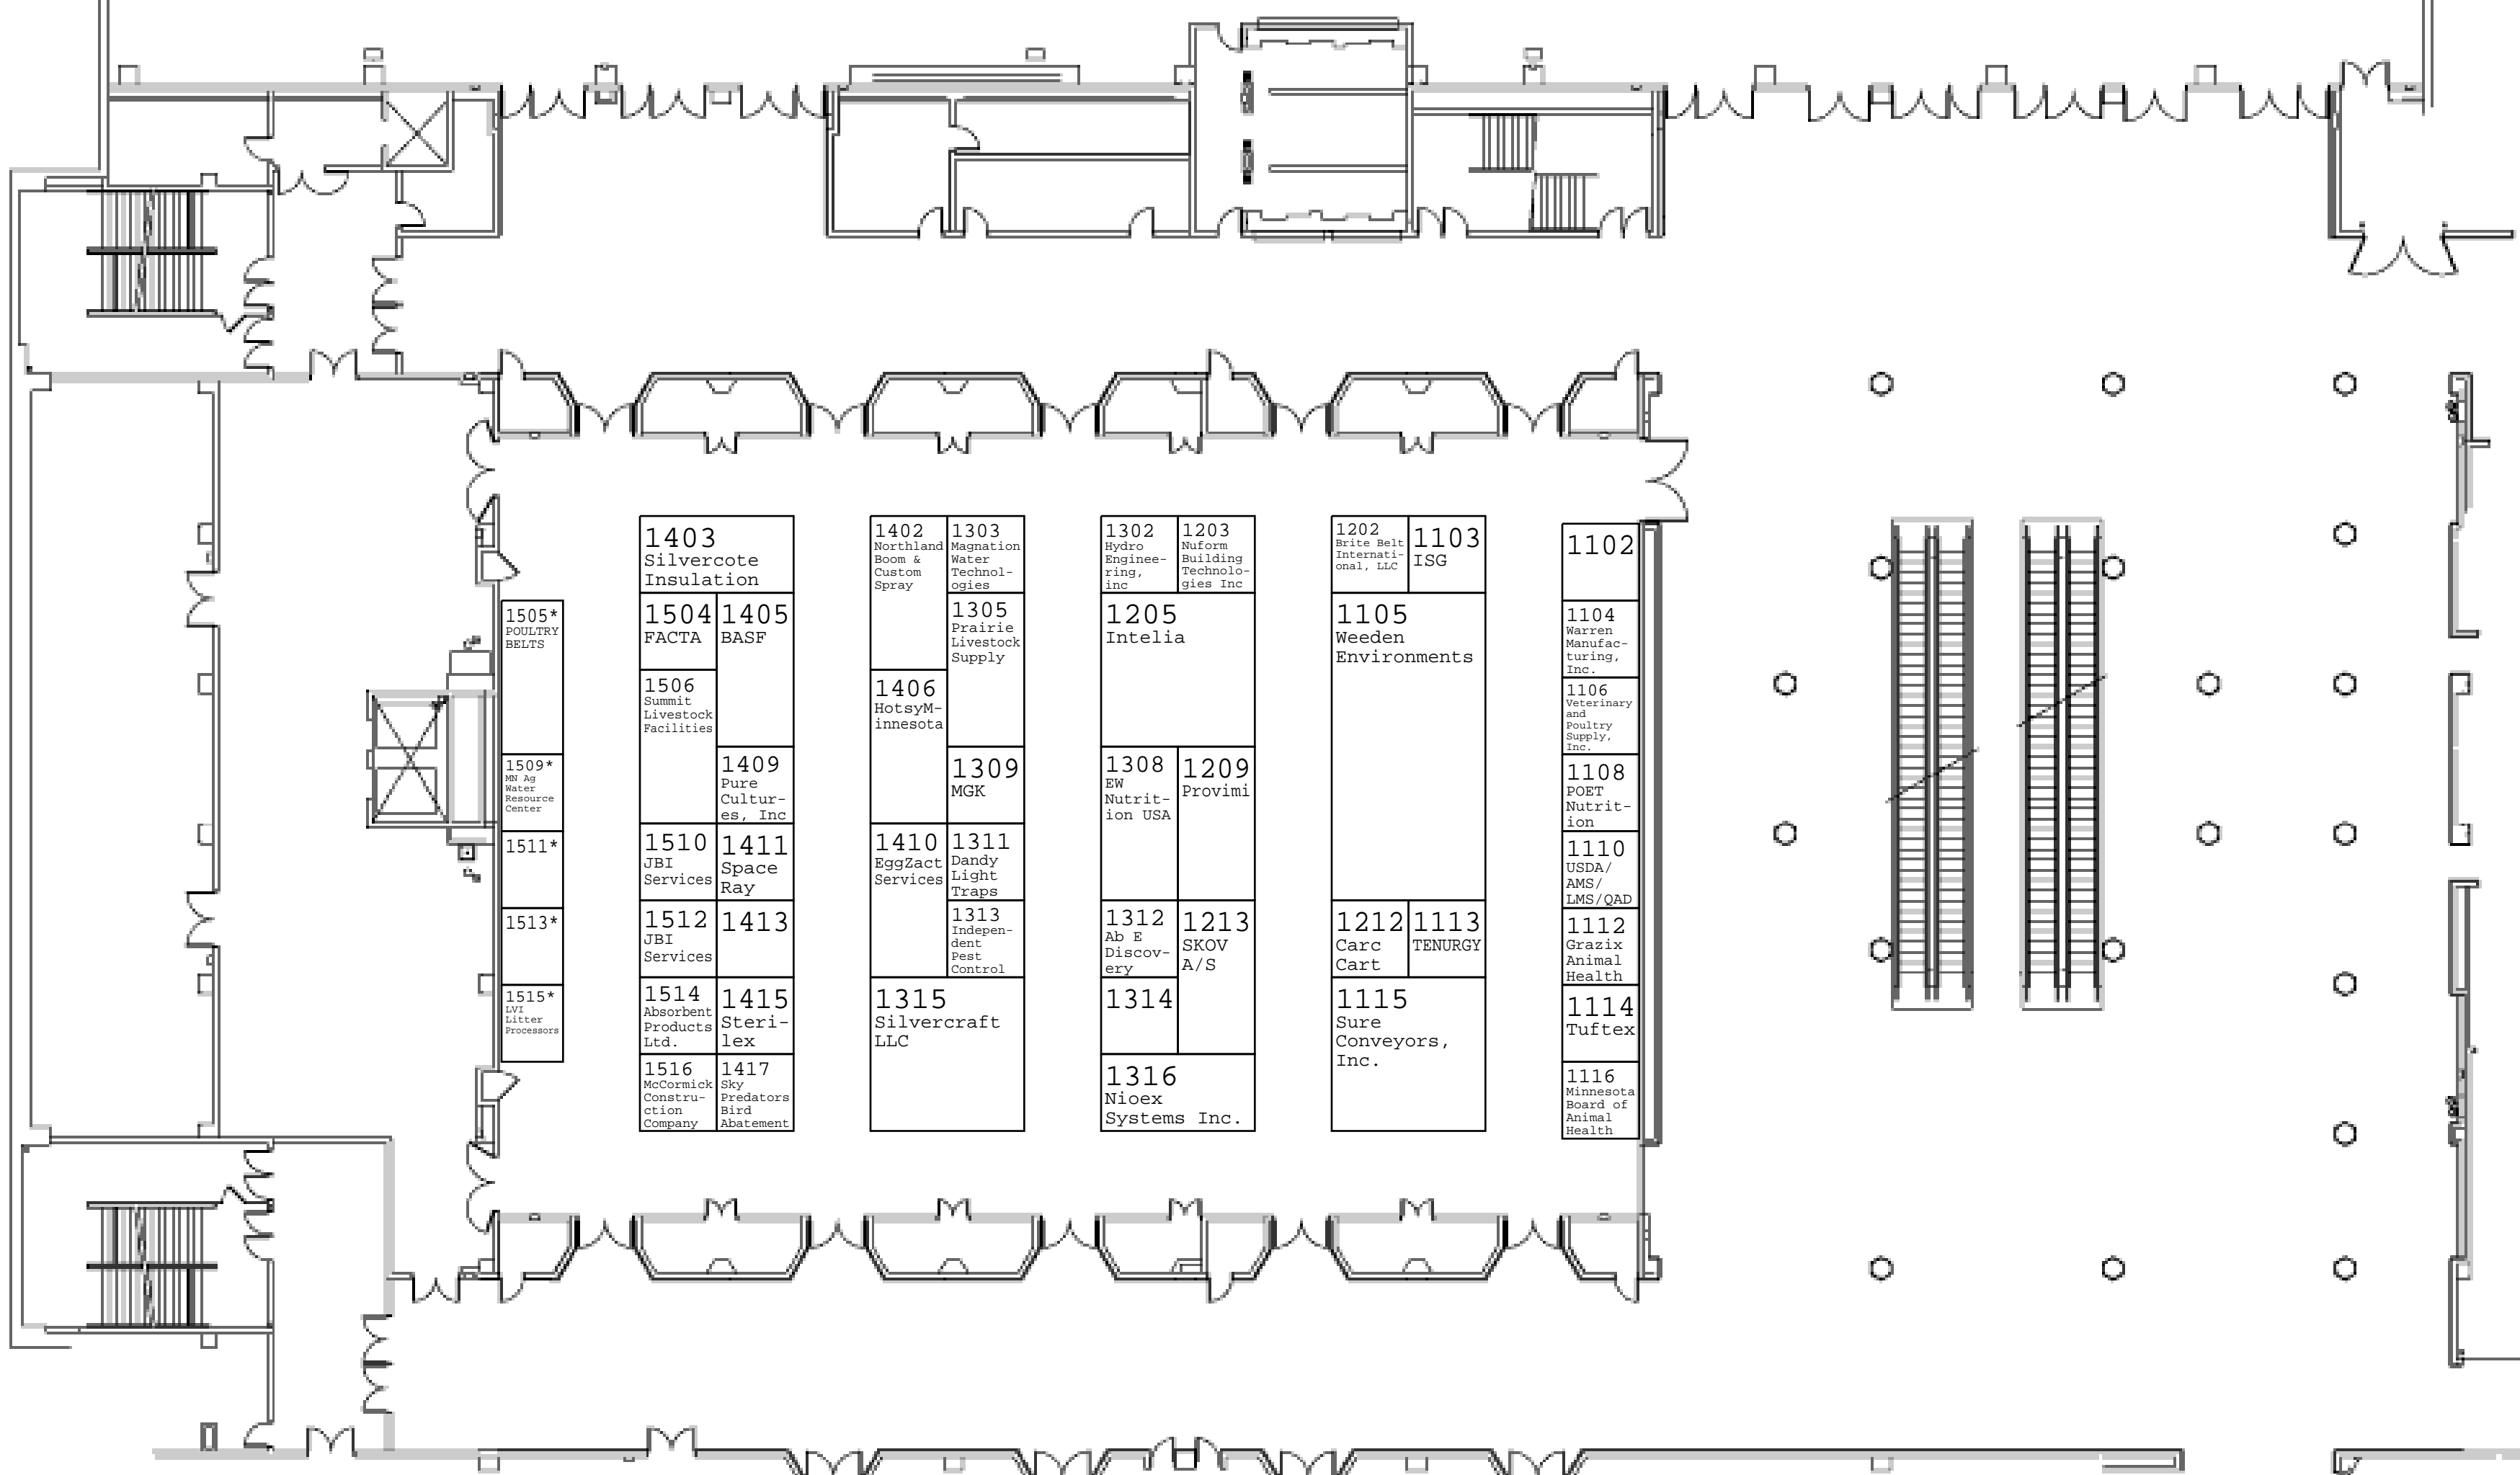 1505*
POULTRY
BELTS
1509*
MN Ag
Water
Resource
Center
1511*
1513*
1515*
LVI
Litter
Processors
1403
Silvercote
Insulation
1504
FACTA
1405
BASF
1506
Summit
Livestock
Facilities
1409
Pure
Cultur-
es, Inc
1510
JBI
Services
1411
Space
Ray
1512
JBI
Services
1413
1514
Absorbent
Products
Ltd.
1415
Steri-
lex
1516
McCormick
Constru-
ction
Company
1417
Sky
Predators
Bird
Abatement
1402
Northland
Boom &
Custom
Spray
1303
Magnation
Water
Technol-
ogies
1305
Prairie
Livestock
Supply
1406
HotsyM-
innesota
1309
MGK
1410
EggZact
Services
1311
Dandy
Light
Traps
1313
Indepen-
dent
Pest
Control
1315
Silvercraft
LLC
1302
Hydro
Enginee-
ring,
inc
1203
Nuform
Building
Technolo-
gies Inc
1205
Intelia
1308
EW
Nutrit-
ion USA
1209
Provimi
1312
Ab E
Discov-
ery
1213
SKOV
A/S
1314
1316
Nioex
Systems Inc.
1202
Brite Belt
Internati-
onal, LLC
1103
ISG
1105
Weeden
Environments
1212
Carc
Cart
1113
TENURGY
1115
Sure
Conveyors,
Inc.
1102
1104
Warren
Manufac-
turing,
Inc.
1106
Veterinary
and
Poultry
Supply,
Inc.
1108
POET
Nutrit-
ion
1110
USDA/
AMS/
LMS/QAD
1112
Grazix
Animal
Health
1114
Tuftex
1116
Minnesota
Board of
Animal
Health